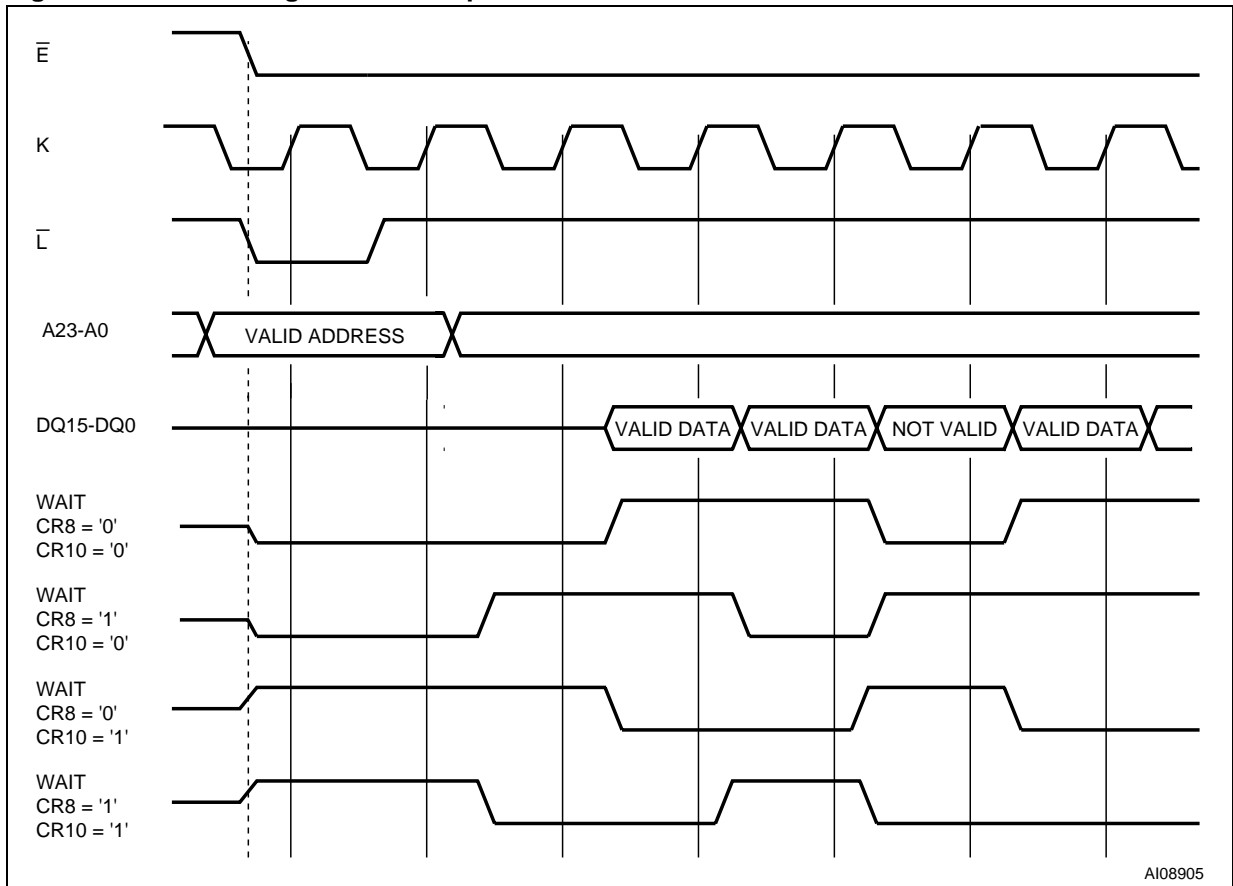 E
K
L
A23-A0
VALID ADDRESS
DQ15-DQ0
VALID DATA VALID DATA NOT VALID VALID DATA
WAIT
CR8 = '0'
CR10 = '0'
WAIT
CR8 = '1'
CR10 = '0'
WAIT
CR8 = '0'
CR10 = '1'
WAIT
CR8 = '1'
CR10 = '1'
AI08905